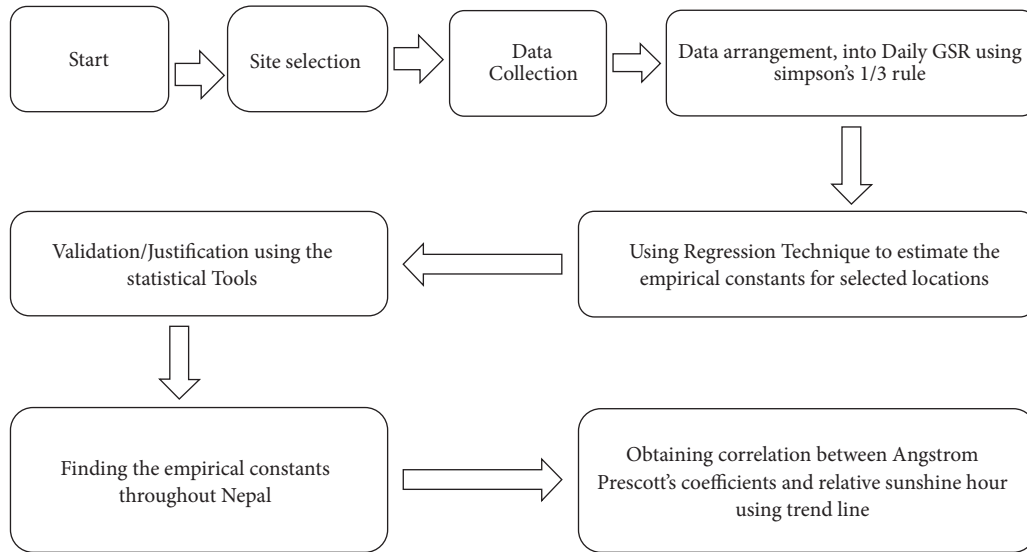 Start
Site selection
Data
Collection
Data arrangement, into Daily GSR using
simpson's 1/3 rule
Using Regression Technique to estimate the
empirical constants for selected locations
Validation/Justification using the
statistical Tools
Finding the empirical constants
throughout Nepal
Obtaining correlation between Angstrom
Prescott's coefficients and relative sunshine hour
using trend line